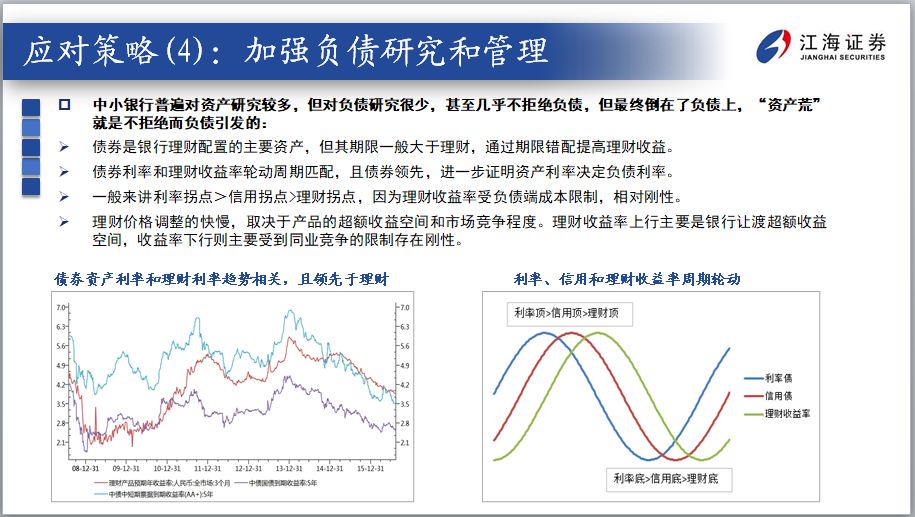 应对策略(4)：加强负债研究和管理
江海证券
JIANGHAI SECURITIES
中小银行普遍对资产研究较多，但对负债研究很少，甚至几乎不拒绝负债，但最终倒在了负债上，“资产荒”
就是不拒绝而负债引发的：
债券是银行理财配置的主要资产，但其期限一般大于理财，通过期限错配提高理财收益。
债券利率和理财收益率轮动周期匹配，且债券领先，进一步证明资产利率决定负债利率。
一般来讲利率拐点＞信用拐点>理财拐点，因为理财收益率受负债端成本限制，相对刚性。
理财价格调整的快慢，取决于产品的超额收益空间和市场竞争程度。理财收益率上行主要是银行让渡超额收益
空间，收益率下行则主要受到同业竞争的限制存在刚性。
债券资产利率和理财利率趋势相关，且领先于理财
7.0 7.0
6.3 6.3
5.6 5.6
4.9 4.9
4.2 4.2
3.5 3.5
2.8 2.8
2.1 2.1
08-12-31 09-12-31 10-12-31 11-12-31 12-12-31 13-12-31 14-12-31 15-12-31
理财产品预期年收益率:人民币:全市场:3个月 中债国债到期收益率:5年
中债中短期票据到期收益率(AA+):5年
利率、信用和理财收益率周期轮动
利率顶>信用顶>理财顶
利率债
信用债
理财收益率
利率底>信用底>理财底